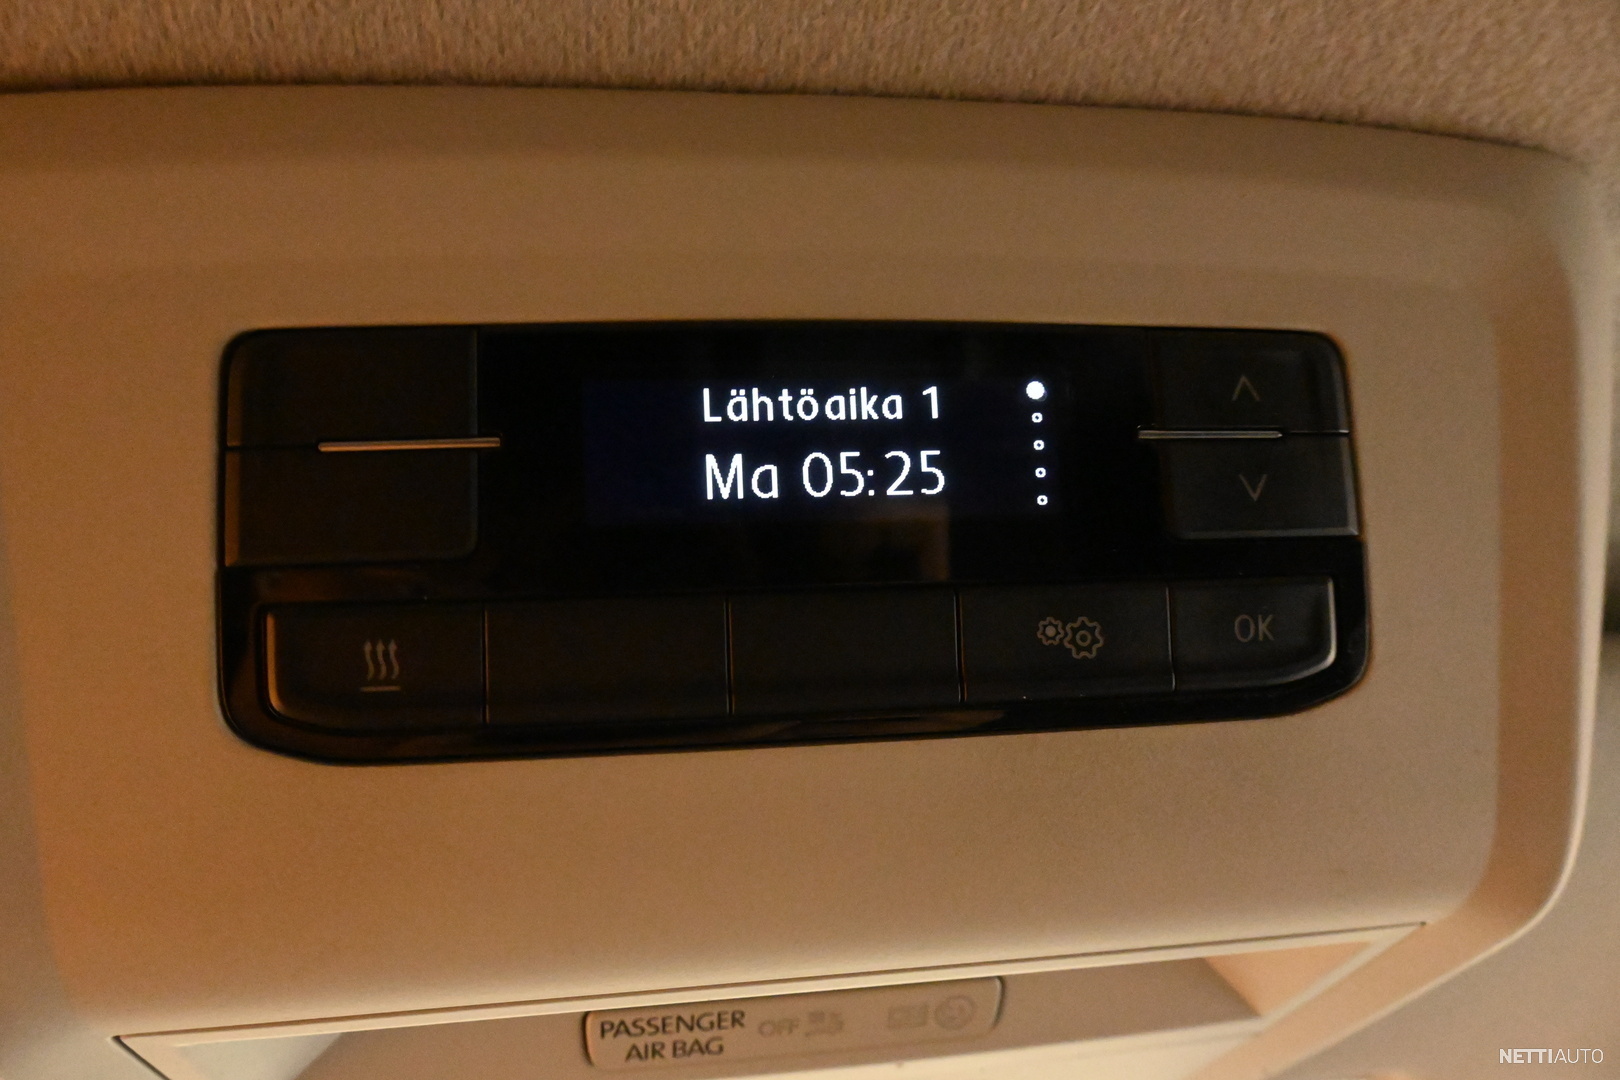 Lähtöaika 1
Ma 05:25
OK
PASSENGER
AIR BAG
OFF
NETTIAUTO